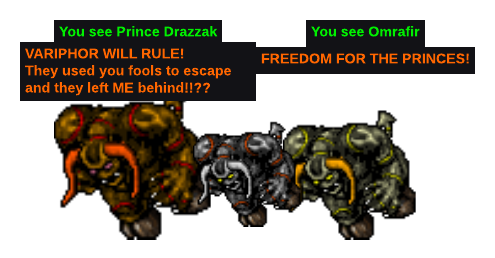 You see Prince Drazzak
VARIPHOR WILL RULE!
They used you fools to escape
and they left ME behind!!??
You see Omrafir
FREEDOM FOR THE PRINCES!